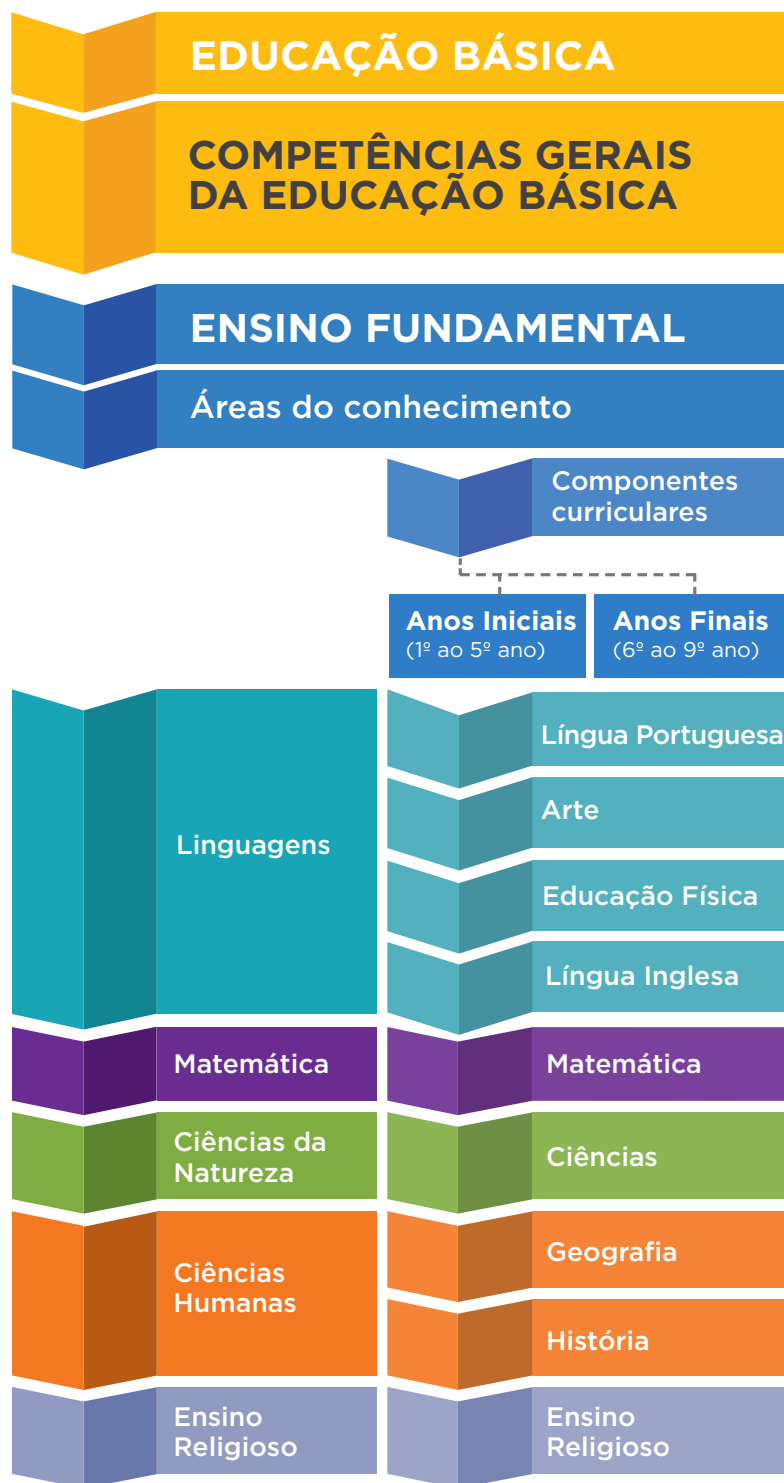 EDUCAÇÃO BÁSICA
COMPETÊNCIAS GERAIS
DA EDUCAÇÃO BÁSICA
ENSINO FUNDAMENTAL
Áreas do conhecimento
Componentes
curriculares
Anos Iniciais
(1º ao 5º ano)
Anos Finais
(6º ao 9º ano)
Linguagens
Língua Portuguesa
Arte
Educação Física
Língua Inglesa
Matemática
Matemática
Ciências da
Natureza
Ciências
Ciências
Humanas
Geografia
História
Ensino
Religioso
Ensino
Religioso